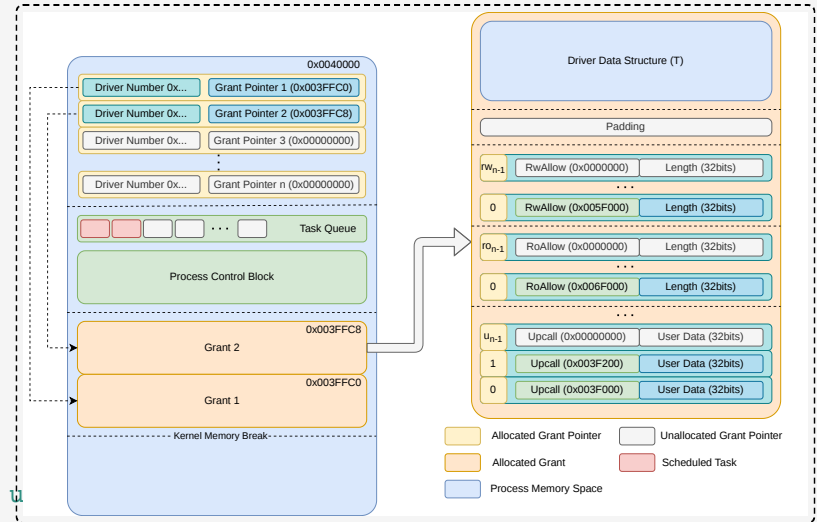 0x0040000
Driver Number 0x... Grant Pointer 1 (0x003FFC0)
Driver Number 0x... Grant Pointer 2 (0x003FFC8)
Driver Number 0x... Grant Pointer 3 (0x00000000)
Driver Number 0x... Grant Pointer n (0x00000000)
Task Queue
Process Control Block
0x003FFC8
Grant 2
0x003FFC0
Grant 1
Kernel Memory Break
Driver Data Structure (T)
Padding
rwn-1 RwAllow (0x0000000) Length (32bits)
...
0 RwAllow (0x005F000) Length (32bits)
ron-1 RoAllow (0x0000000) Length (32bits)
...
0 RoAllow (0x006F000) Length (32bits)
...
un-1 Upcall (0x00000000) User Data (32bits)
1 Upcall (0x003F200) User Data (32bits)
0 Upcall (0x003F000) User Data (32bits)
Allocated Grant Pointer Unallocated Grant Pointer
Allocated Grant Scheduled Task
Process Memory Space
u